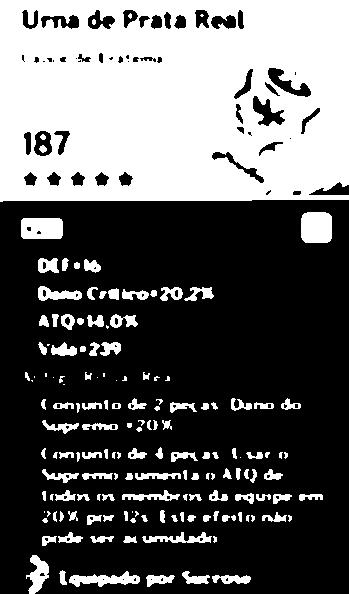 Urna de Prata Real
187
DEF+16
Dano Crítico+20,2%
ATQ+14,0%
Vida+239
Conjunto de 2 peças: Dano do
Supremo +20%
Conjunto de 4 peças: Usar o
Supremo aumenta o ATQ de
todos os membros da equipe em
20% por 12s. Este efeito não
pode ser acumulado
Equipado por Sucrose